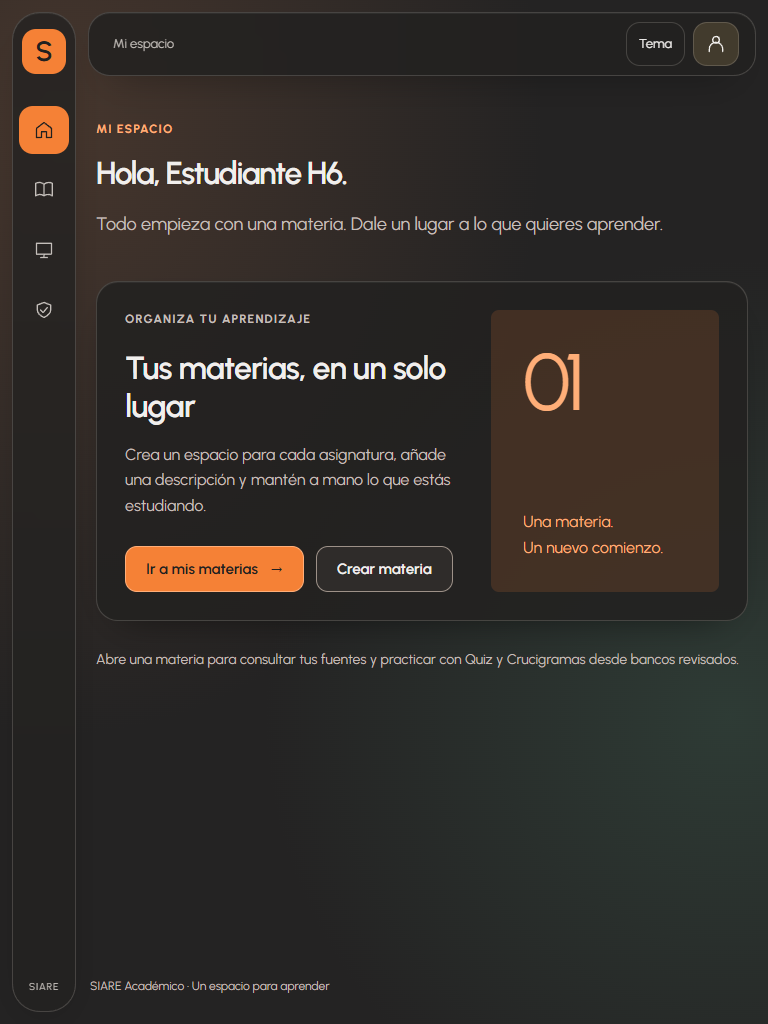 S
Mi espacio
Tema
MI ESPACIO
Hola, Estudiante H6.
Todo empieza con una materia. Dale un lugar a lo que quieres aprender.
ORGANIZA TU APRENDIZAJE
Tus materias, en un solo
lugar
Crea un espacio para cada asignatura, añade
una descripción y mantén a mano lo que estás
estudiando.
Ir a mis materias →
Crear materia
01
Una materia.
Un nuevo comienzo.
Abre una materia para consultar tus fuentes y practicar con Quiz y Crucigramas desde bancos revisados.
SIARE
SIARE Académico · Un espacio para aprender